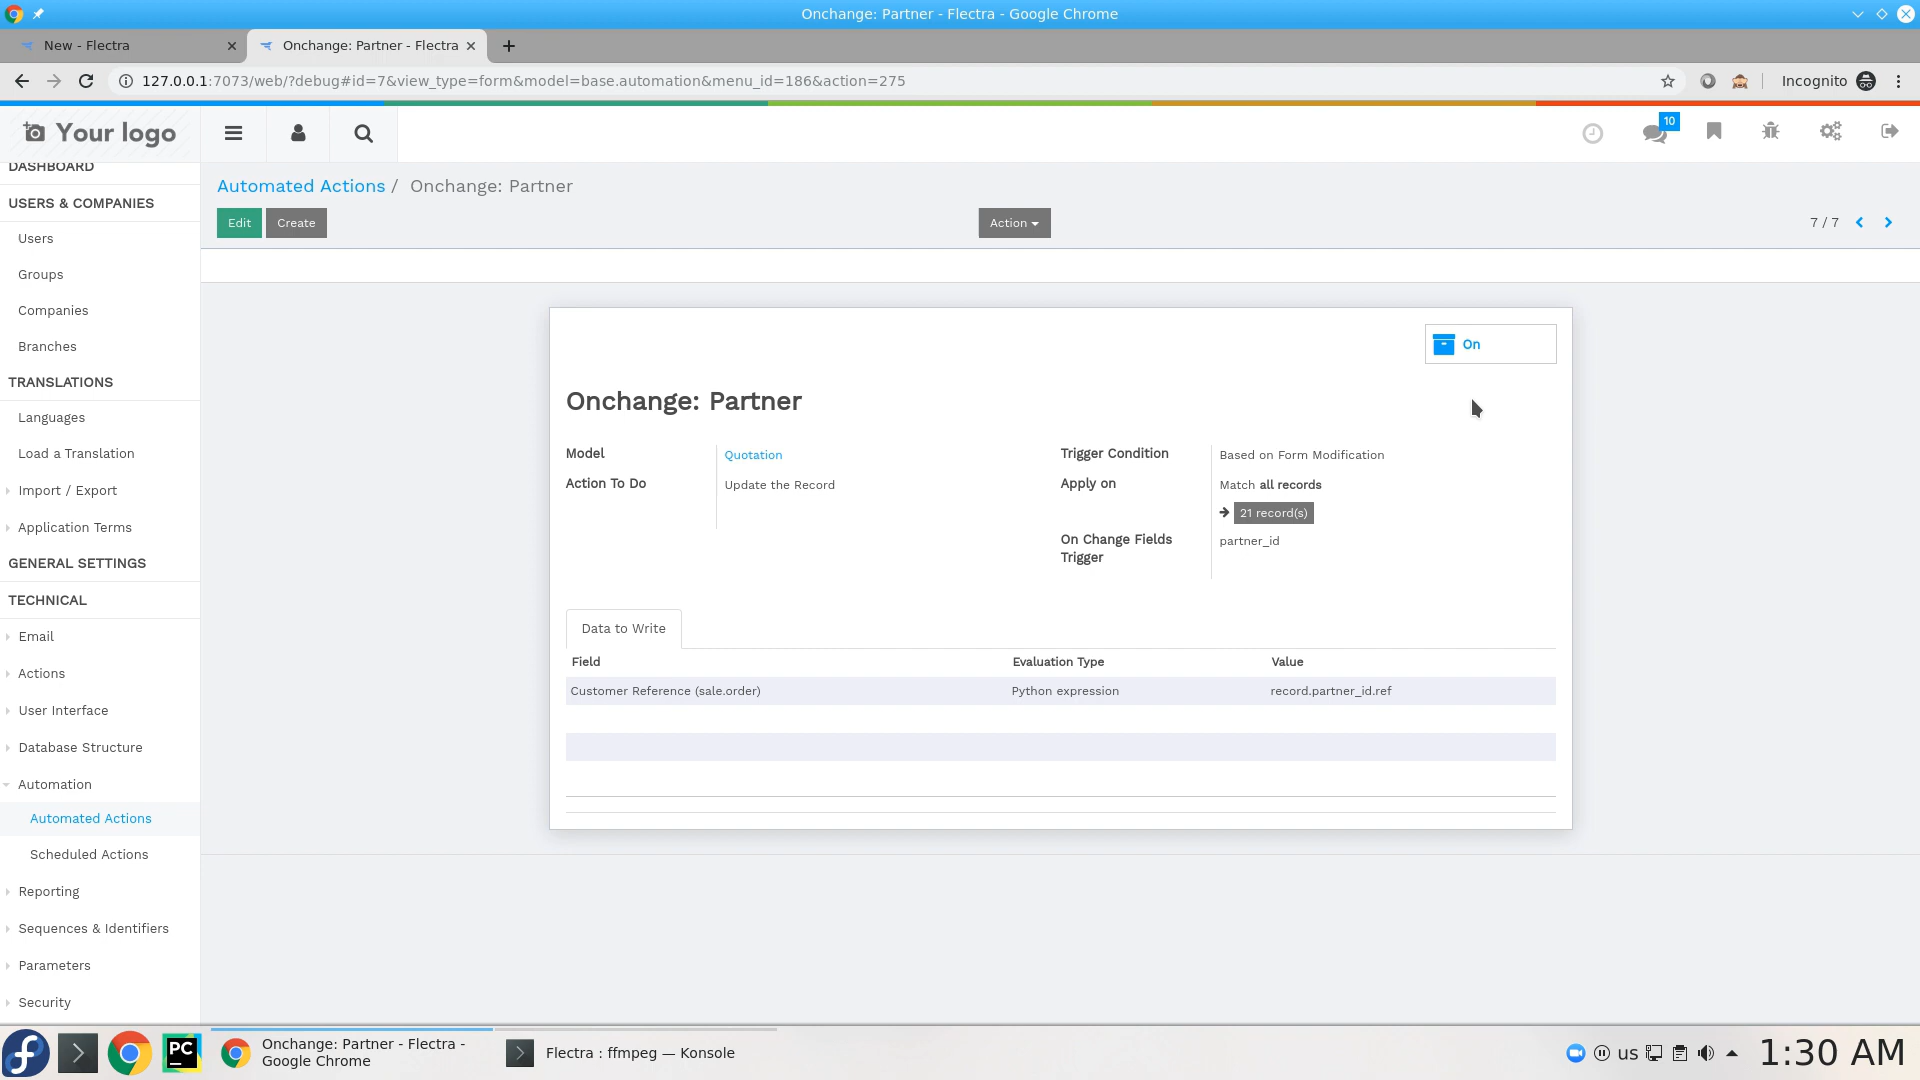 Onchange: Partner - Flectra - Google Chrome
New - Flectra
Onchange: Partner - Flectra
127.0.0.1:7073/web/?debug#id=7&view_type=form&model=base.automation&menu_id=186&action=275
Incognito
Your logo
10
DASHBOARD
USERS & COMPANIES
Users
Groups
Companies
Branches
TRANSLATIONS
Languages
Load a Translation
Import / Export
Application Terms
GENERAL SETTINGS
TECHNICAL
Email
Actions
User Interface
Database Structure
Automation
Automated Actions
Scheduled Actions
Reporting
Sequences & Identifiers
Parameters
Security
Automated Actions / Onchange: Partner
Edit
Create
Action
7 / 7
On
Onchange: Partner
Model
Quotation
Action To Do
Update the Record
Trigger Condition
Based on Form Modification
Apply on
Match all records
21 record(s)
On Change Fields
Trigger
partner_id
Data to Write
Field
Evaluation Type
Value
Customer Reference (sale.order)
Python expression
record.partner_id.ref
PC
Onchange: Partner - Flectra -
Google Chrome
Flectra : ffmpeg — Konsole
us
1:30 AM